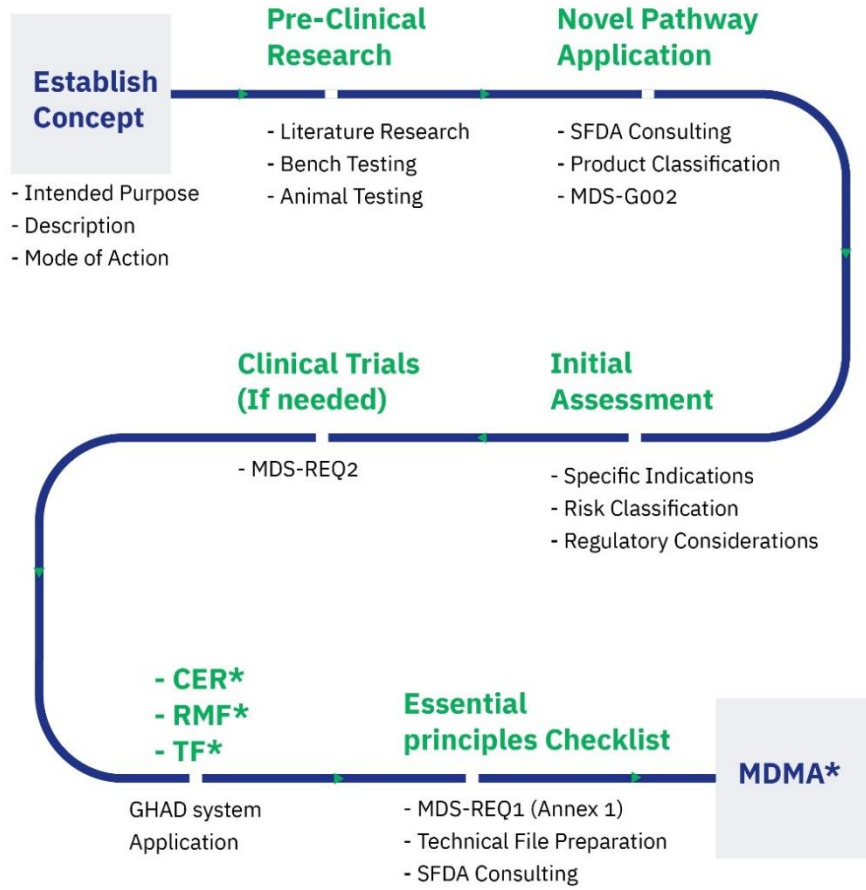 Establish
Concept
- Intended Purpose
- Description
- Mode of Action
Pre-Clinical
Research
- Literature Research
- Bench Testing
- Animal Testing
Novel Pathway
Application
- SFDA Consulting
- Product Classification
- MDS-G002
Initial
Assessment
- Specific Indications
- Risk Classification
- Regulatory Considerations
Clinical Trials
(If needed)
- MDS-REQ2
- CER*
- RMF*
- TF*
GHAD system
Application
Essential
principles Checklist
- MDS-REQ1 (Annex 1)
- Technical File Preparation
- SFDA Consulting
MDMA*